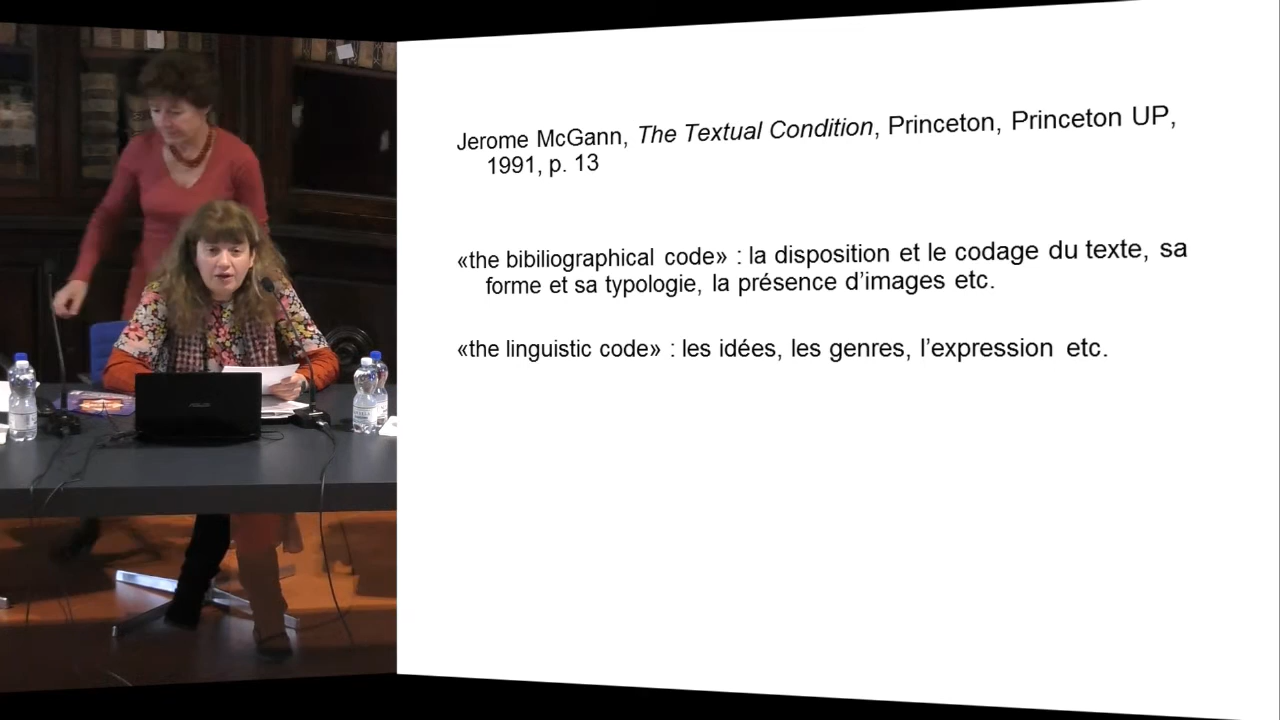 Jerome McGann, The Textual Condition, Princeton, Princeton UP,
1991, p. 13
«the bibiliographical code» : la disposition et le codage du texte, sa
forme et sa typologie, la présence d’images etc.
«the linguistic code» : les idées, les genres, l’expression etc.
ASUS